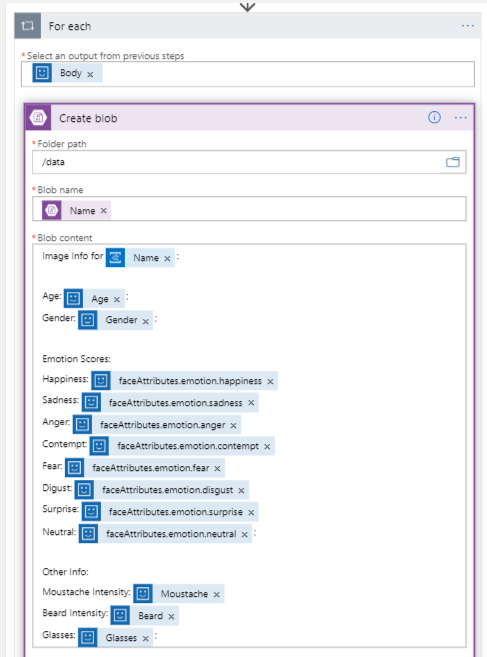 For each
* Select an output from previous steps
Body ×
Create blob
* Folder path
/data
* Blob name
Name ×
* Blob content
Image Info for Name × :
Age: Age × :
Gender: Gender × :
Emotion Scores:
Happiness: faceAttributes.emotion.happiness ×
Sadness: faceAttributes.emotion.sadness ×
Anger: faceAttributes.emotion.anger ×
Contempt: faceAttributes.emotion.contempt ×
Fear: faceAttributes.emotion.fear ×
Digust: faceAttributes.emotion.disgust ×
Surprise: faceAttributes.emotion.surprise ×
Neutral: faceAttributes.emotion.neutral × :
Other Info:
Moustache Intensity: Moustache ×
Beard Intensity: Beard ×
Glasses: Glasses × :